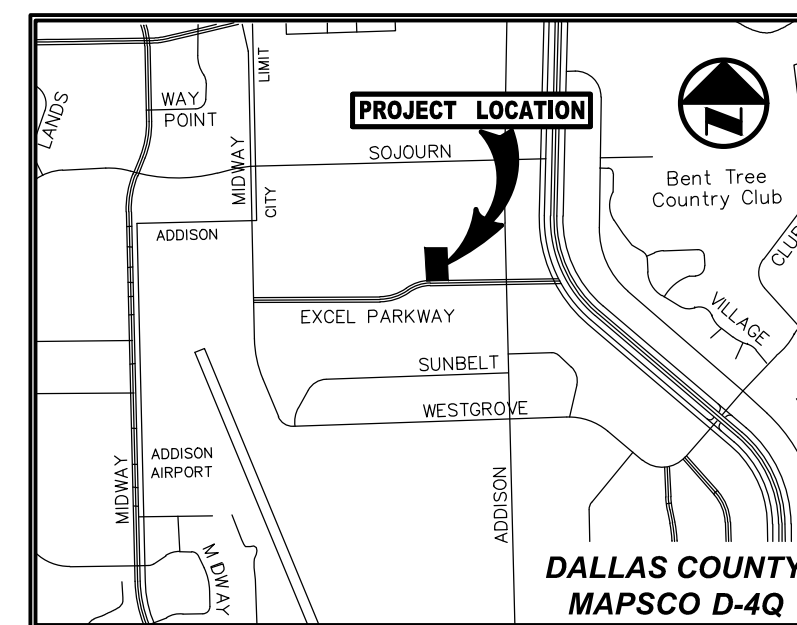 LIMIT
WAY
POINT
LANDS
PROJECT LOCATION
SOJOURN
MIDWAY
CITY
Bent Tree
Country Club
ADDISON
CLUB
EXCEL PARKWAY
VILLAGE
SUNBELT
WESTGROVE
ADDISON
AIRPORT
MIDWAY
ADDISON
MIDWAY
DALLAS COUNTY
MAPSCO D-4Q